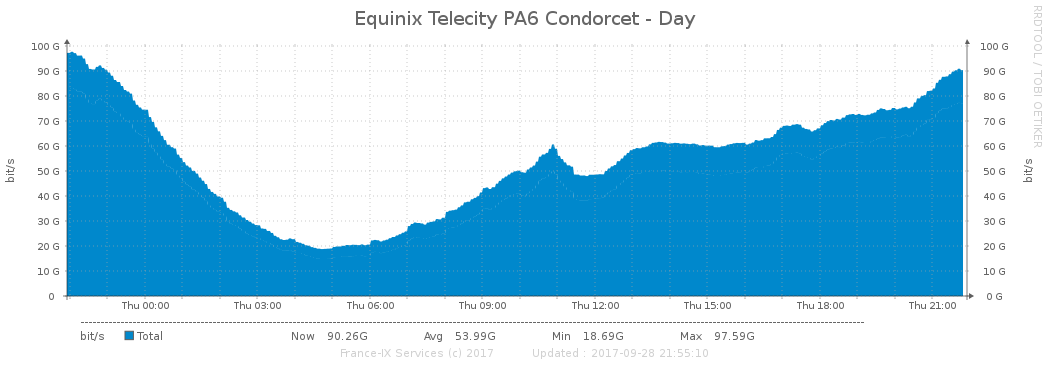 Equinix Telecity PA6 Condorcet - Day
RRDTOOL / TOBI OETIKER
bit/s
100 G
90 G
80 G
70 G
60 G
50 G
40 G
30 G
20 G
10 G
0
100 G
90 G
80 G
70 G
60 G
50 G
40 G
30 G
20 G
10 G
0 G
bit/s
Thu 00:00 Thu 03:00 Thu 06:00 Thu 09:00 Thu 12:00 Thu 15:00 Thu 18:00 Thu 21:00
bit/s Total Now 90.26G Avg 53.99G Min 18.69G Max 97.59G
France-IX Services (c) 2017 Updated : 2017-09-28 21:55:10